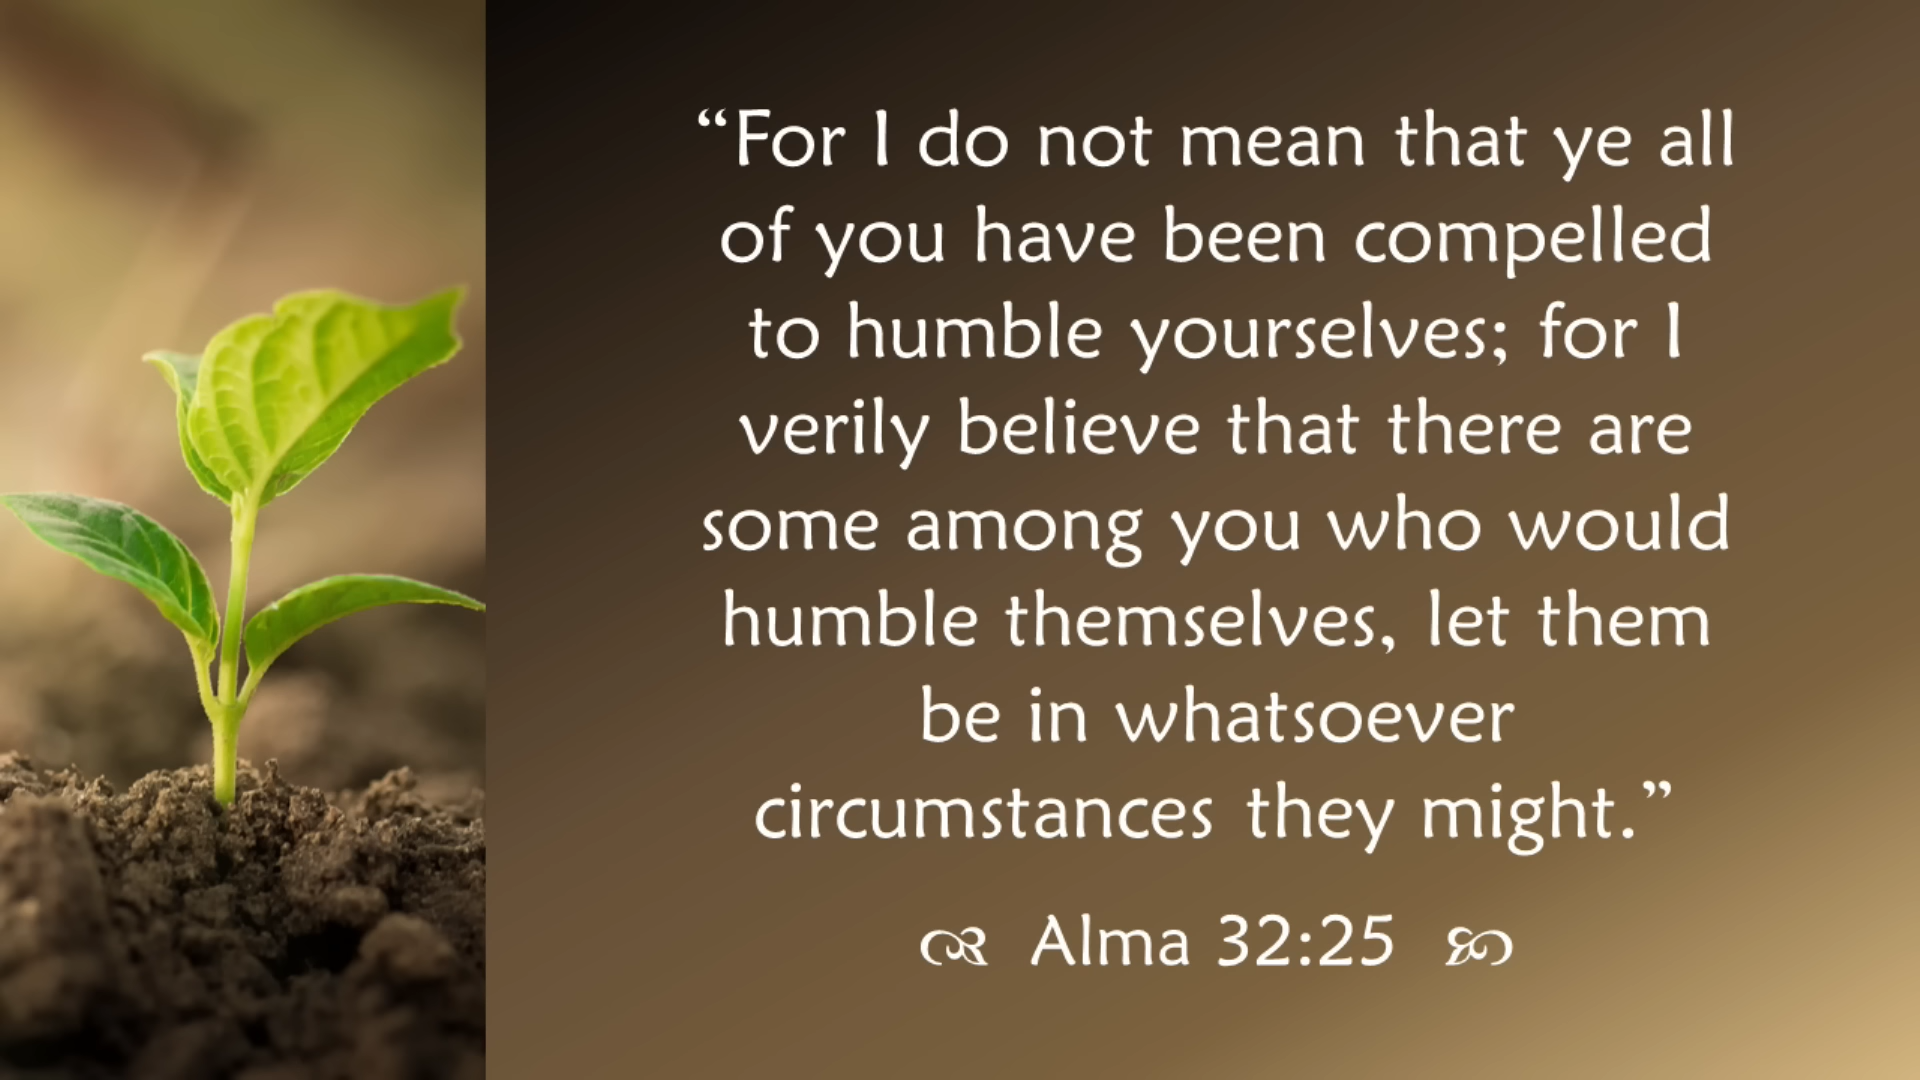 “For I do not mean that ye all
of you have been compelled
to humble yourselves; for I
verily believe that there are
some among you who would
humble themselves, let them
be in whatsoever
circumstances they might.”
Alma 32:25